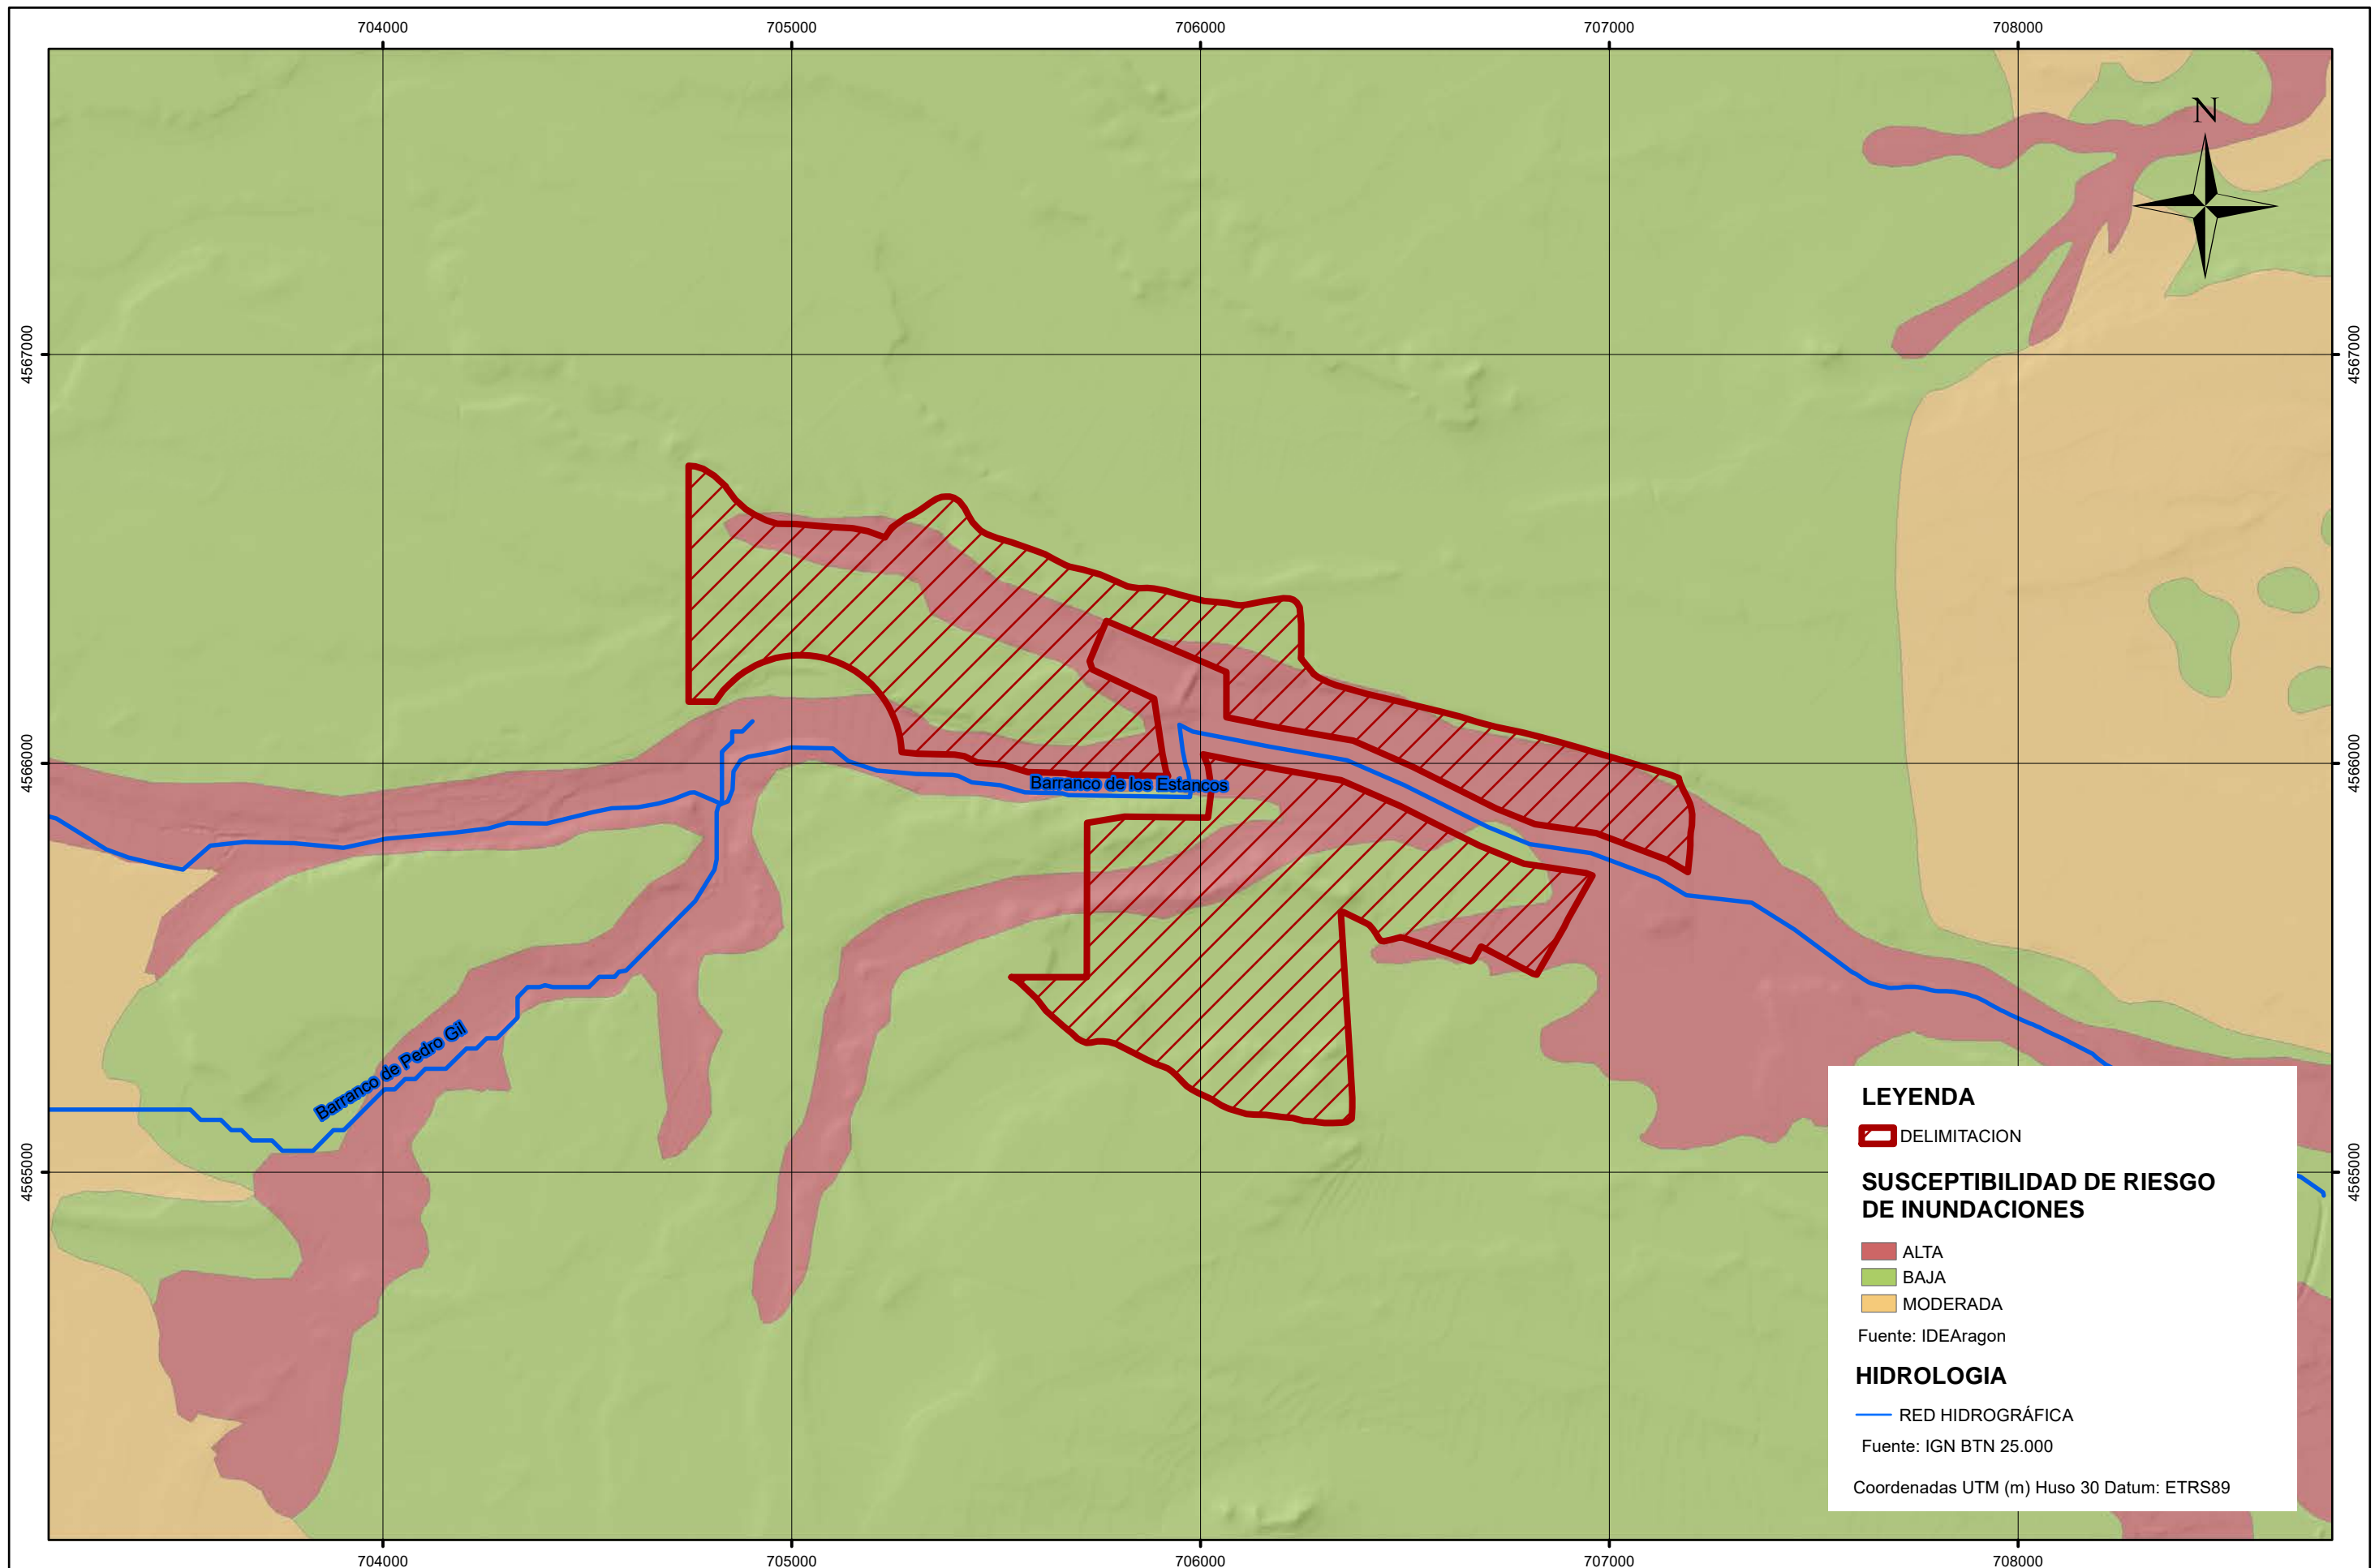 704000
705000
706000
707000
708000
N
4567000
4567000
4566000
4566000
Barranco de los Estancos
Barranco de Pedro Gil
4565000
4565000
LEYENDA
DELIMITACION
SUSCEPTIBILIDAD DE RIESGO
DE INUNDACIONES
ALTA
BAJA
MODERADA
Fuente: IDEAragon
HIDROLOGIA
RED HIDROGRÁFICA
Fuente: IGN BTN 25.000
Coordenadas UTM (m) Huso 30 Datum: ETRS89
704000
705000
706000
707000
708000